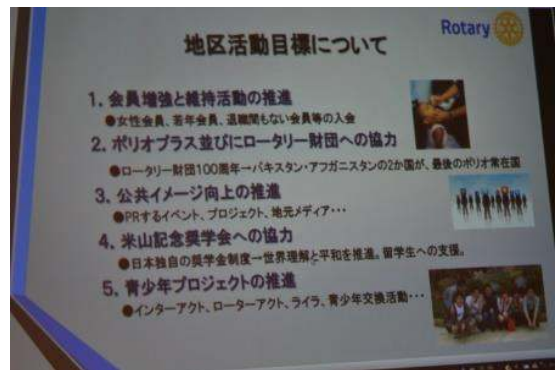 Rotary
地区活動目標について
1. 会員増強と維持活動の推進
●女性会員、若年会員、退職間もない会員等の入会
2. ポリオプラス並びにロータリー財団への協力
●ロータリー財団100周年→パキスタン・アフガニスタンの2か国が、最後のポリオ常在国
3. 公共イメージ向上の推進
●PRするイベント、プロジェクト、地元メディア・・・
4. 米山記念奨学会への協力
●日本独自の奨学金制度→世界理解と平和を推進。留学生への支援。
5. 青少年プロジェクトの推進
●インターアクト、ローターアクト、ライラ、青少年交換活動・・・